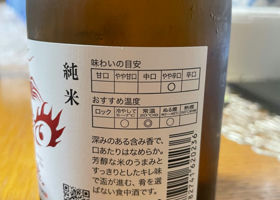 純米
味わいの目安
甘口 やや甘口 中口 やや辛口 辛口
○
おすすめ温度
ロック 冷やして 常温 ぬる燗 熱燗
深みのある含み香で、
口あたりはなめらか。
芳醇な米のうまみと
すっきりとしたキレ味
で盃が進む、肴を選
ばない食中酒です。